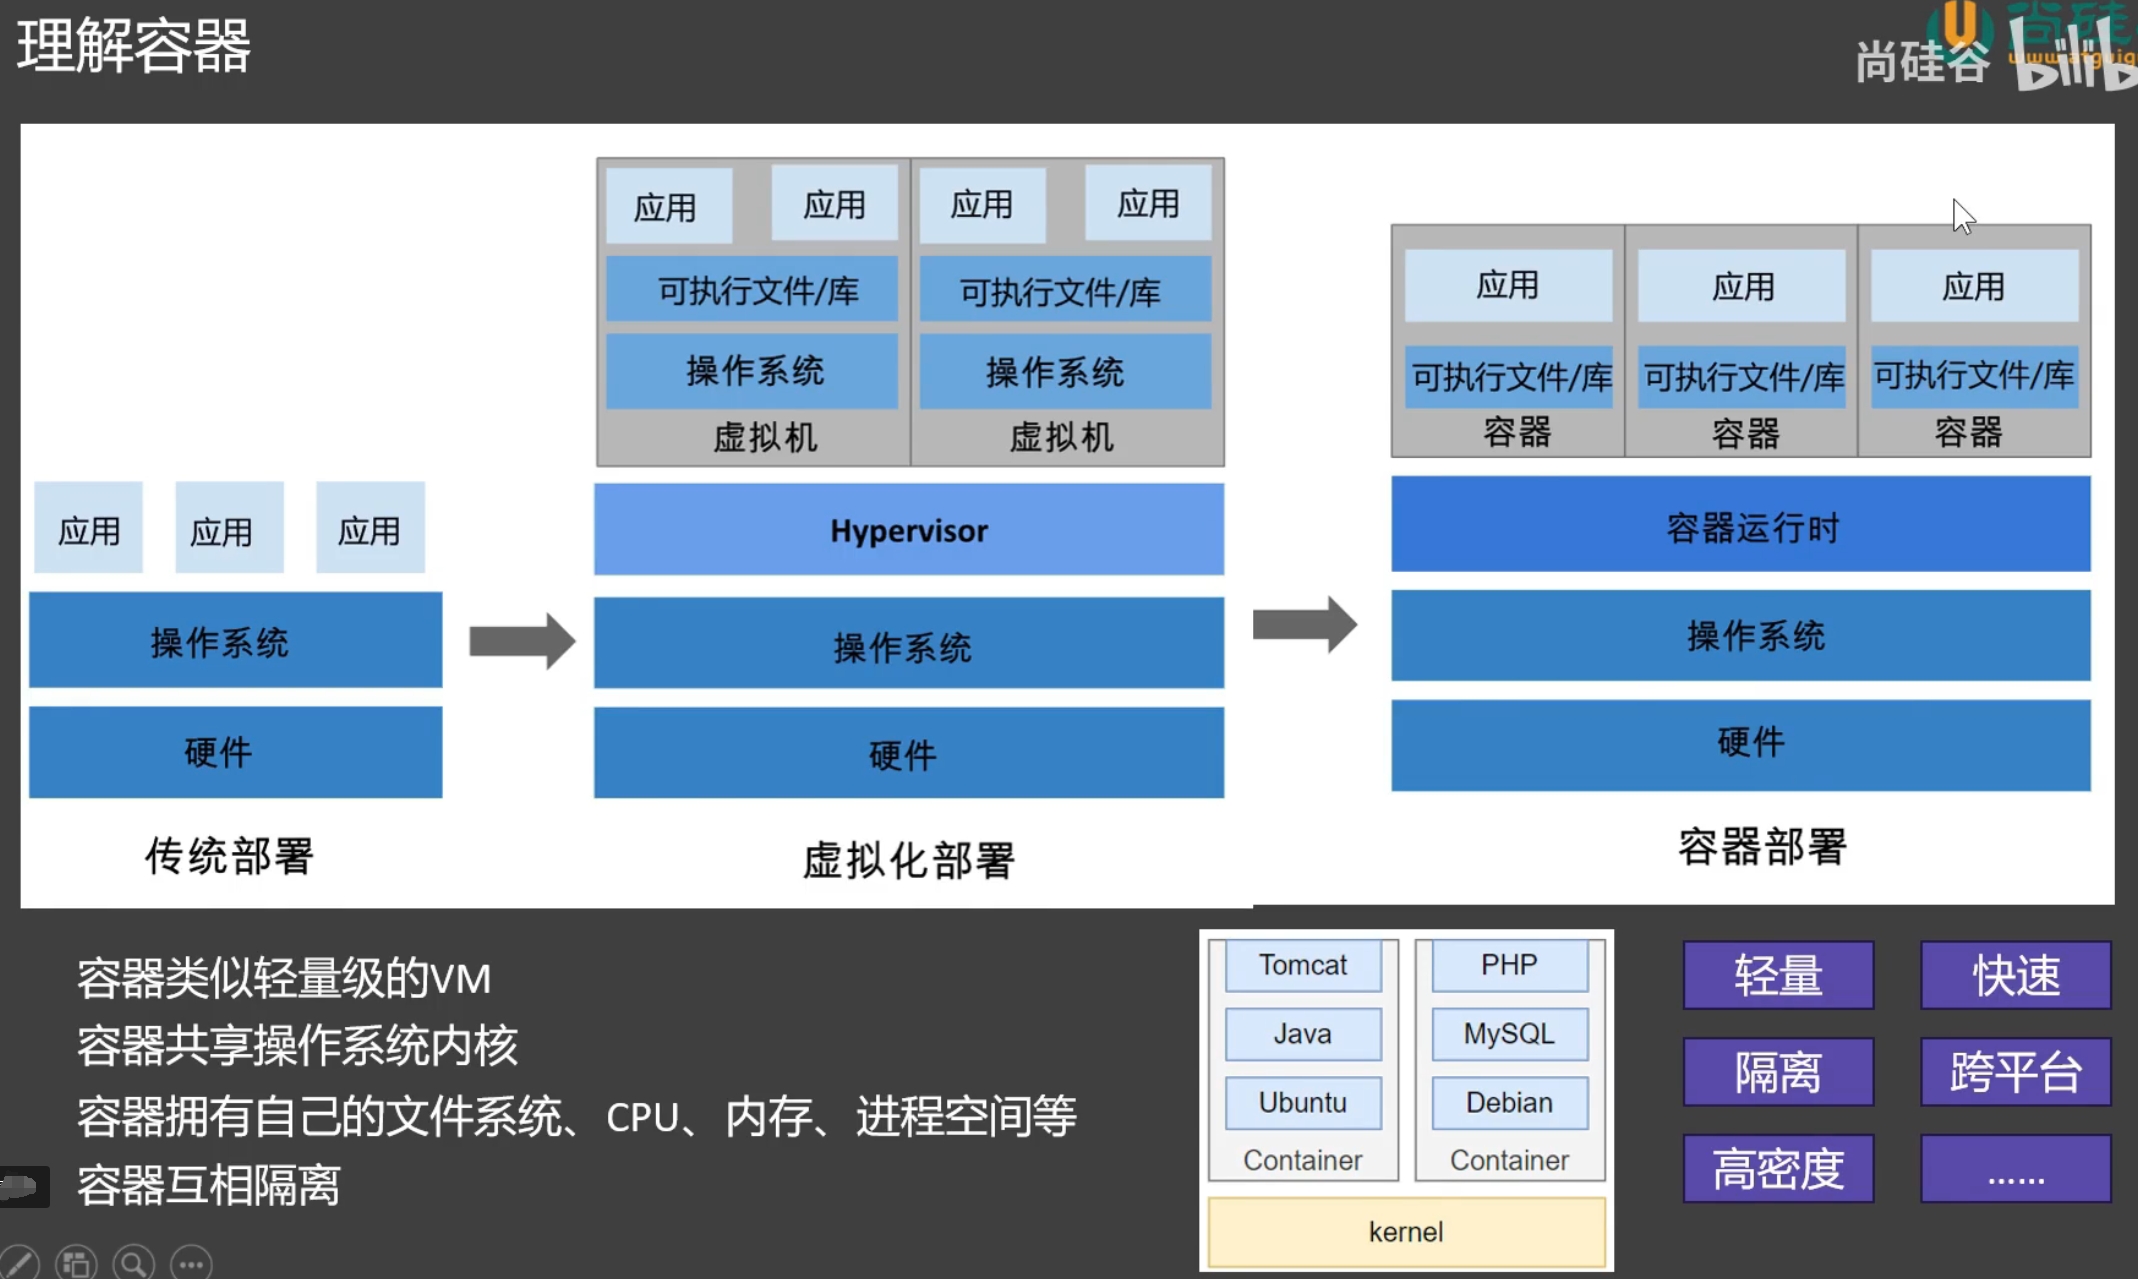 理解容器
尚硅谷
应用 应用 应用 应用
可执行文件/库 可执行文件/库
操作系统 操作系统
虚拟机 虚拟机
应用 应用 应用
可执行文件/库 可执行文件/库 可执行文件/库
容器 容器 容器
应用 应用 应用
Hypervisor
容器运行时
操作系统
操作系统
操作系统
硬件
硬件
硬件
传统部署
虚拟化部署
容器部署
容器类似轻量级的VM
容器共享操作系统内核
容器拥有自己的文件系统、CPU、内存、进程空间等
容器互相隔离
Tomcat PHP
Java MySQL
Ubuntu Debian
Container Container
kernel
轻量 快速
隔离 跨平台
高密度 ......